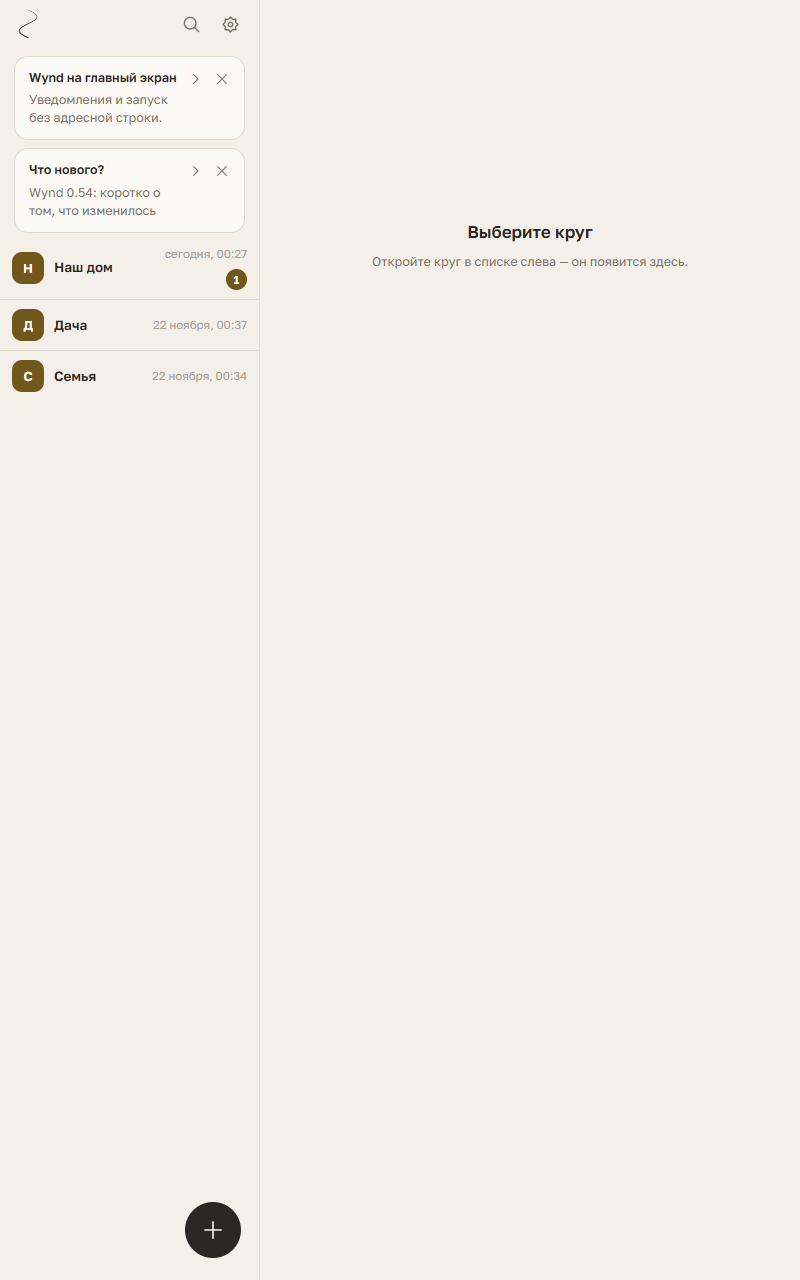 Wynd на главный экран
Уведомления и запуск
без адресной строки.
Что нового?
Wynd 0.54: коротко о
том, что изменилось
Н
Наш дом
сегодня, 00:27
1
Д
Дача
22 ноября, 00:37
С
Семья
22 ноября, 00:34
Выберите круг
Откройте круг в списке слева — он появится здесь.